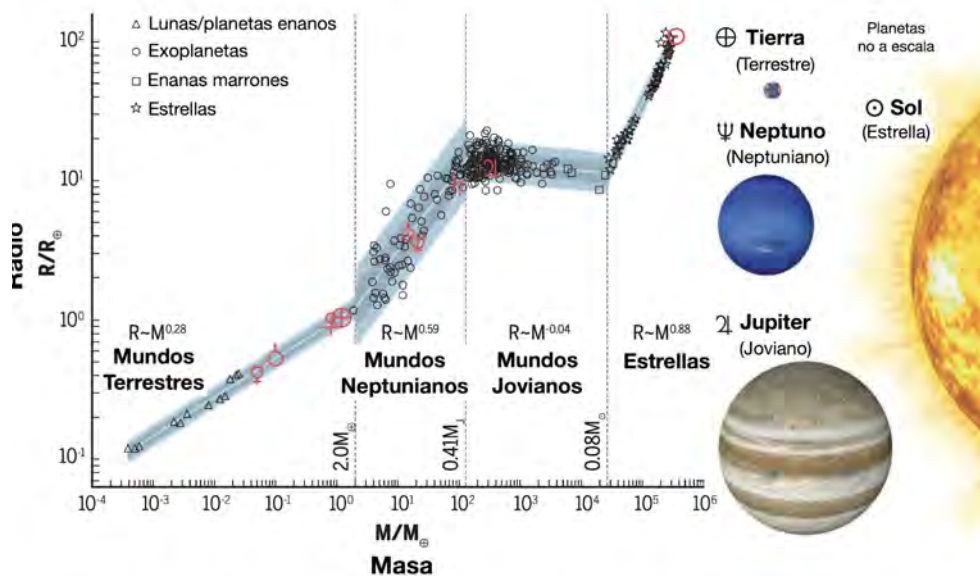 △ Lunas/planetas enanos
○ Exoplanetas
□ Enanas marrones
☆ Estrellas
10²
10¹
10⁰
10⁻¹
Radio
R/R⊕
R~M^0.28
Mundos
Terrestres
R~M^0.59
Mundos
Neptunianos
R~M^-0.04
Mundos
Jovianos
R~M^0.88
Estrellas
2.0M⊕
0.41M♃
0.08M☉
10⁻⁴ 10⁻³ 10⁻² 10⁻¹ 10⁰ 10¹ 10² 10³ 10⁴ 10⁵ 10⁶
M/M⊕
Masa
⊕ Tierra
(Terrestre)
Planetas
no a escala
☉ Sol
(Estrella)
♆ Neptuno
(Neptuniano)
♃ Jupiter
(Joviano)